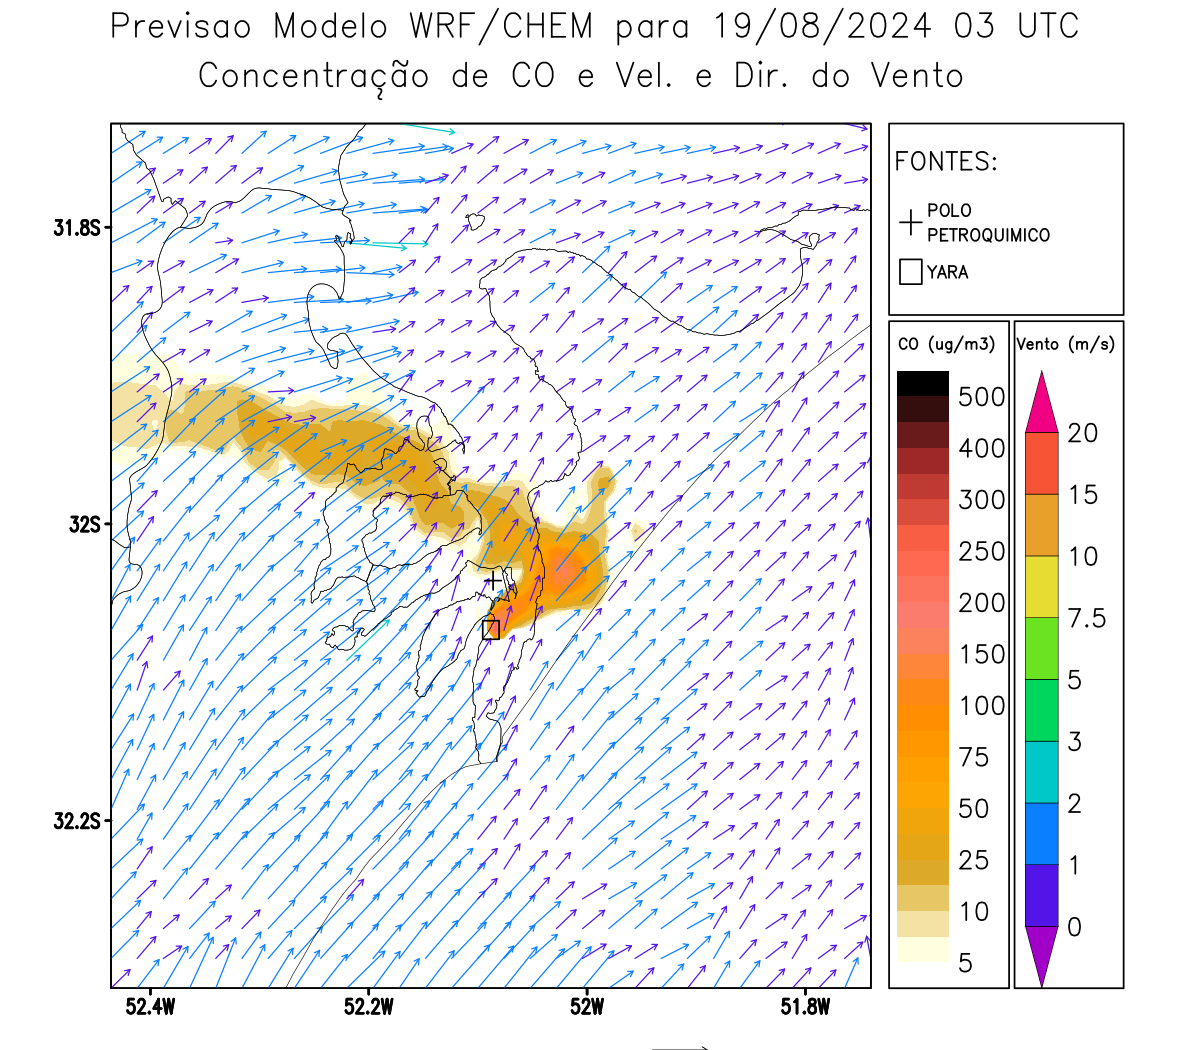 Previsao Modelo WRF/CHEM para 19/08/2024 03 UTC
Concentração de CO e Vel. e Dir. do Vento
FONTES:
POLO
PETROQUIMICO
YARA
CO (ug/m3)
500
400
300
250
200
150
100
75
50
25
10
5
Vento (m/s)
20
15
10
7.5
5
3
2
1
0
31.8S
32S
32.2S
52.4W
52.2W
52W
51.8W